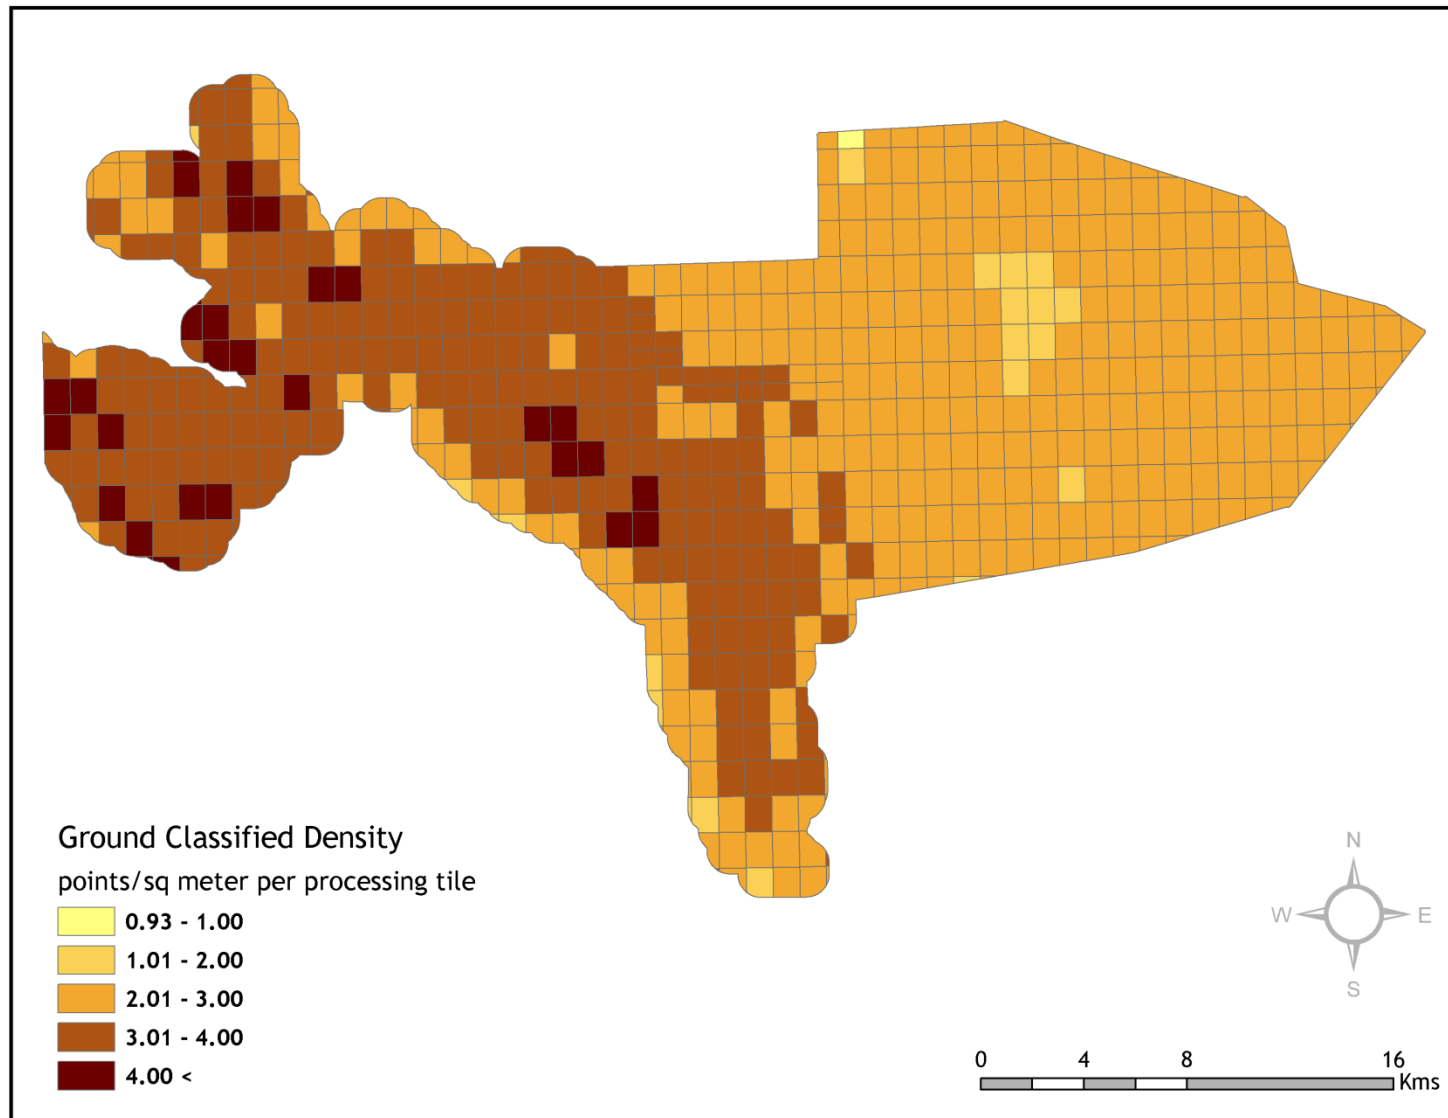 Ground Classified Density
points/sq meter per processing tile
0.93 - 1.00
1.01 - 2.00
2.01 - 3.00
3.01 - 4.00
4.00 <
N
W E
S
0 4 8 16
Kms